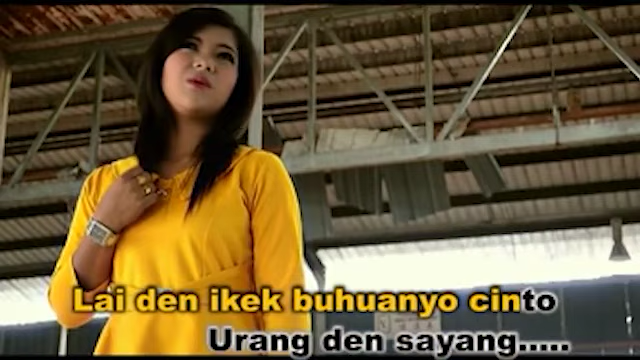 Lai den ikek buhuanyo cinto
Urang den sayang.....